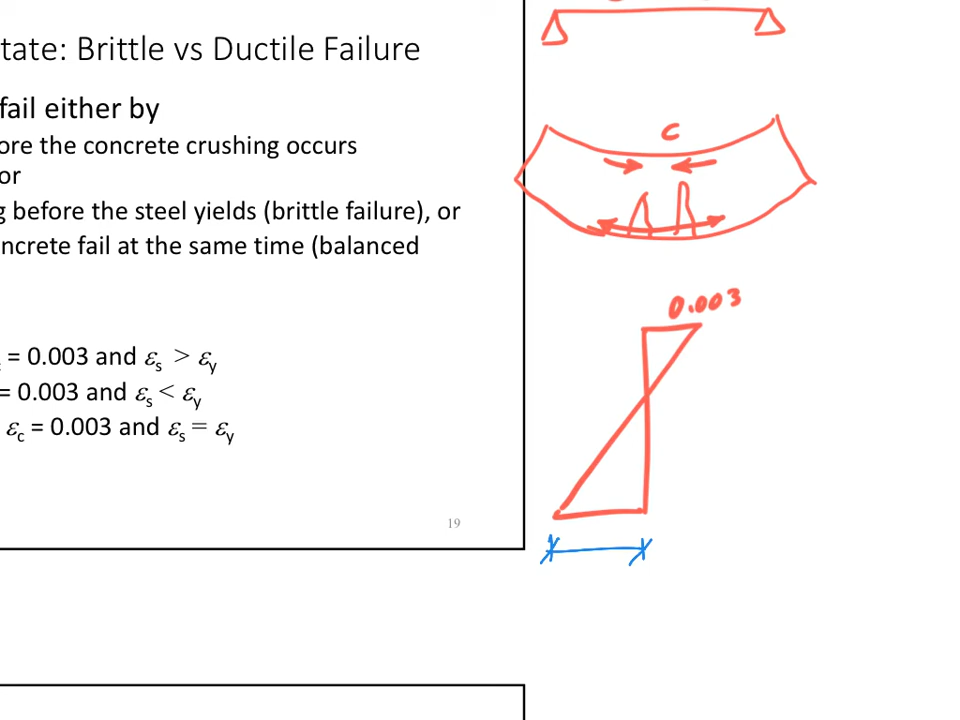 tate: Brittle vs Ductile Failure
fail either by
ore the concrete crushing occurs
or
g before the steel yields (brittle failure), or
ncrete fail at the same time (balanced
= 0.003 and εs > εy
= 0.003 and εs < εy
εc = 0.003 and εs = εy
19
C
0.003